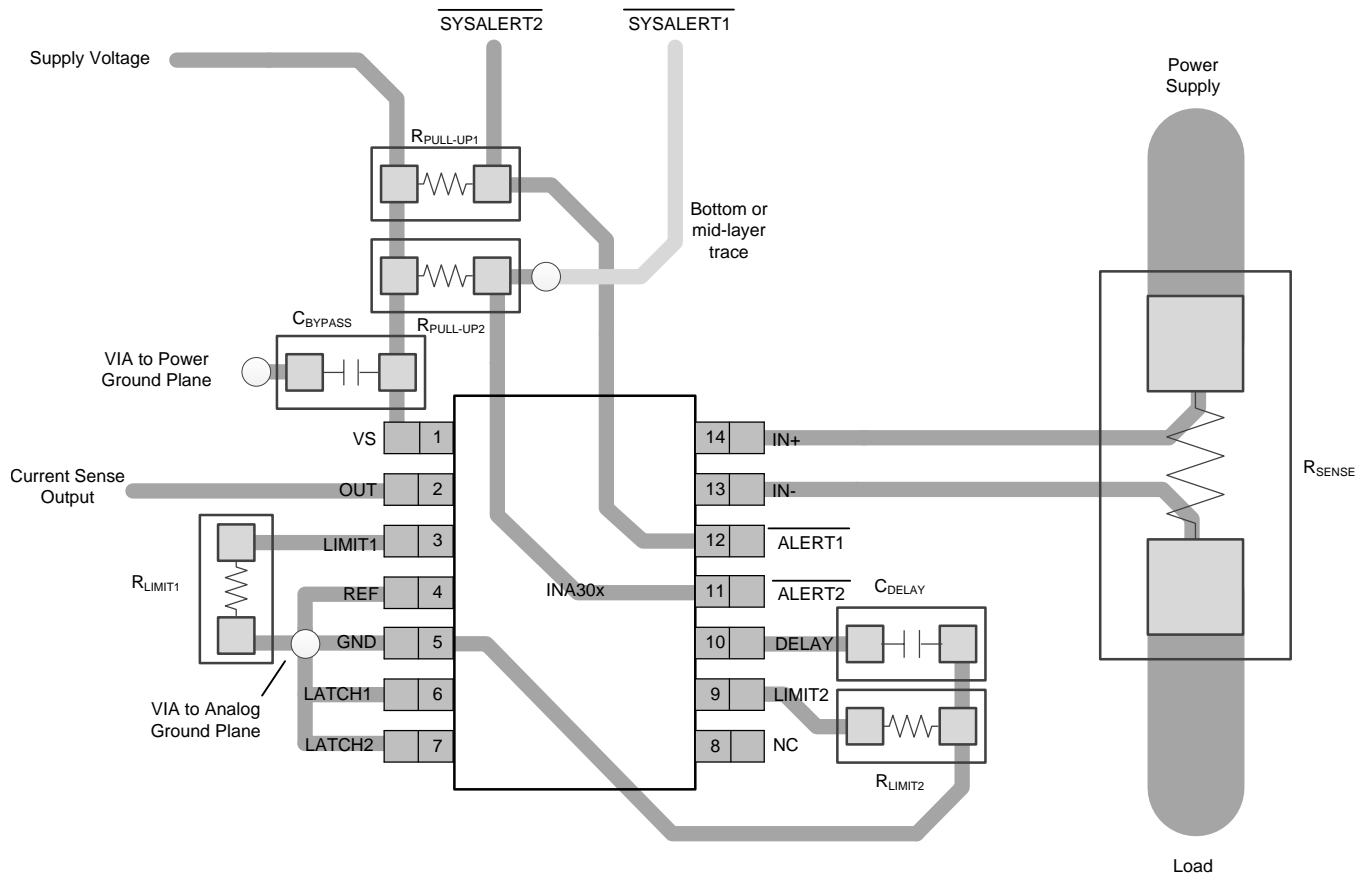 SYSALERT2
SYSALERT1
Supply Voltage
Power
Supply
RPULL-UP1
Bottom or
mid-layer
trace
CBYPASS
RPULL-UP2
VIA to Power
Ground Plane
VS
1
14
IN+
RSENSE
Current Sense
Output
OUT
2
13
IN-
LIMIT1
3
12
ALERT1
RLIMIT1
REF
4
INA30x
11
ALERT2
CDELAY
GND
5
10
DELAY
VIA to Analog
Ground Plane
LATCH1
6
9
LIMIT2
LATCH2
7
8
NC
RLIMIT2
Load